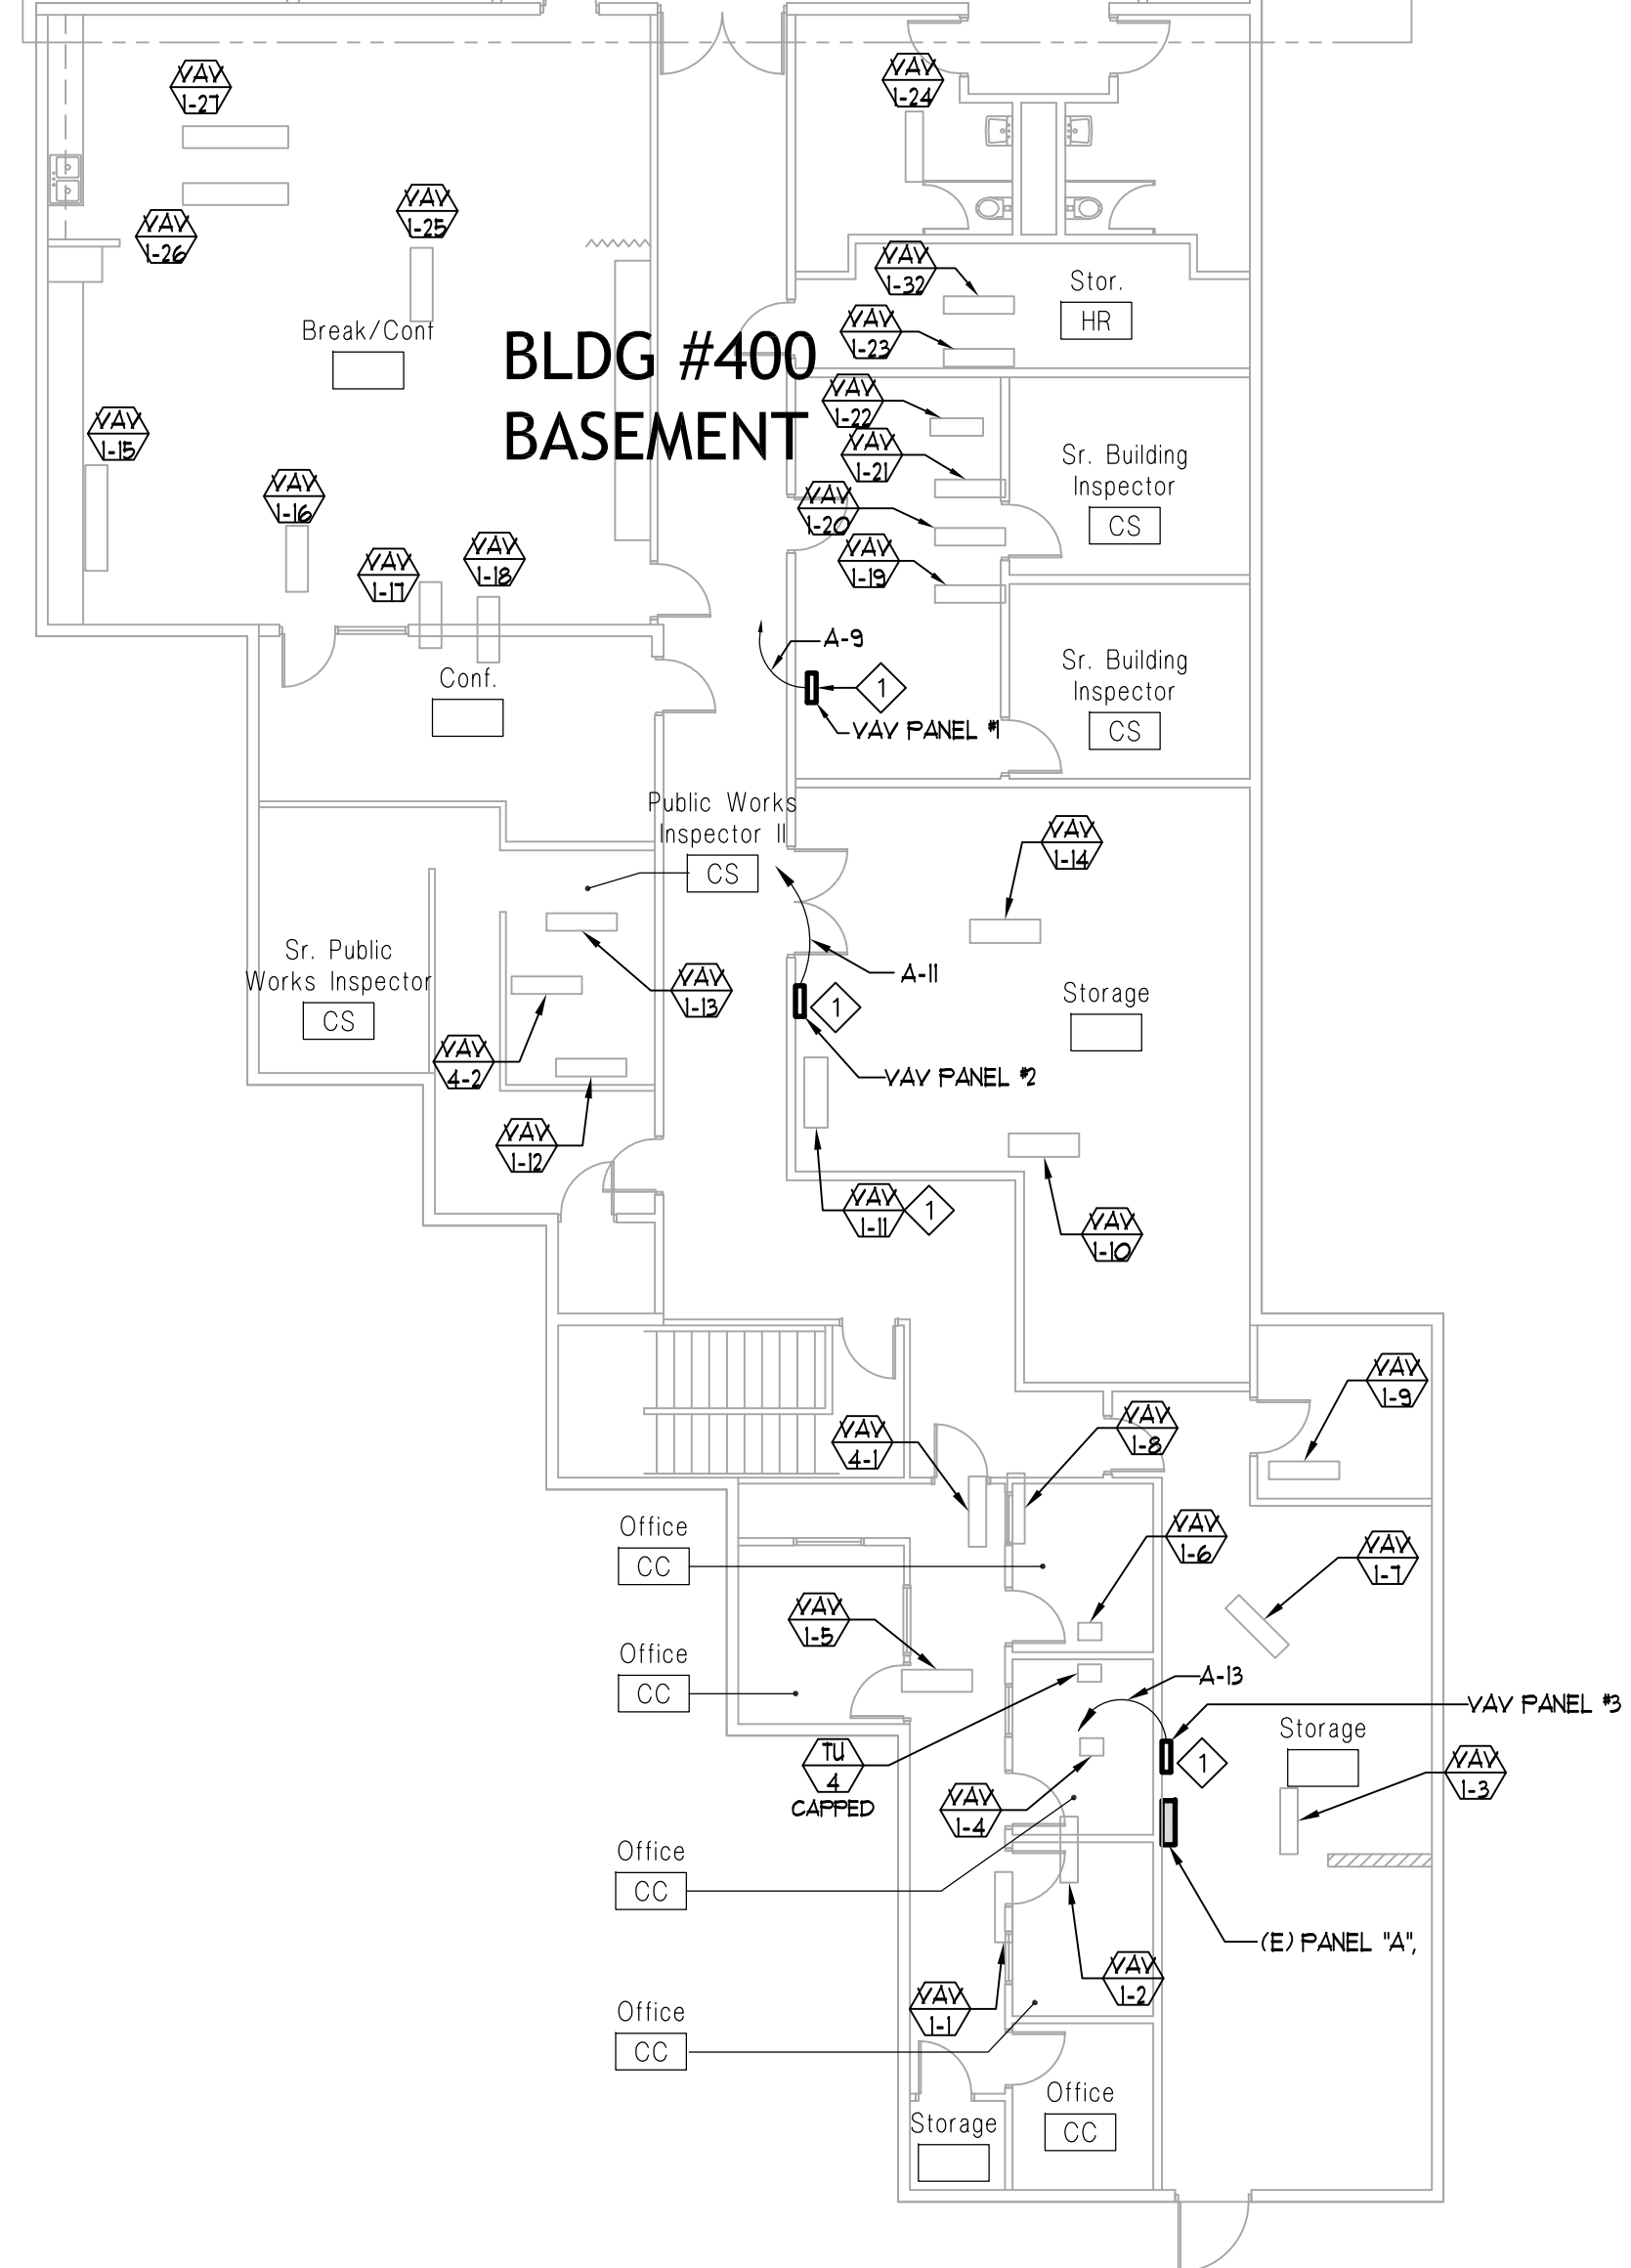 VAV
1-27
VAV
1-24
VAV
1-26
VAV
1-25
VAV
1-32
Stor.
HR
VAV
1-23
Break/Conf
BLDG #400
BASEMENT
VAV
1-22
VAV
1-21
VAV
1-15
Sr. Building
Inspector
CS
VAV
1-16
VAV
1-20
VAV
1-19
VAV
1-17
VAV
1-18
A-9
1
VAV PANEL #1
Sr. Building
Inspector
CS
Conf.
Public Works
Inspector II
CS
VAV
1-14
Sr. Public
Works Inspector
CS
VAV
1-13
A-11
1
Storage
VAV
4-2
VAV PANEL #2
VAV
1-12
VAV
1-11
1
VAV
1-10
VAV
1-9
VAV
4-1
VAV
1-8
Office
CC
VAV
1-6
VAV
1-7
VAV
1-5
Office
CC
A-13
VAV PANEL #3
TU
4
CAPPED
1
Storage
VAV
1-3
VAV
1-4
Office
CC
(E) PANEL "A",
VAV
1-2
VAV
1-1
Office
CC
Office
CC
Storage